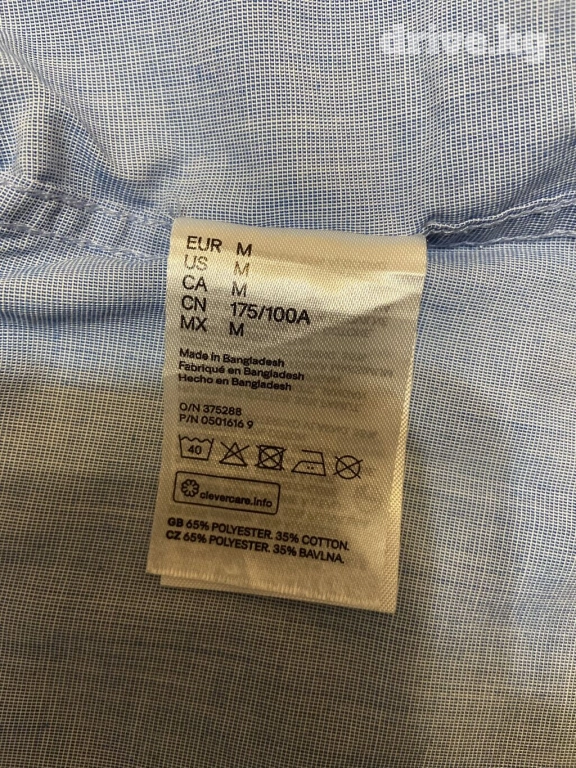 drive.kg
EUR M
US M
CA M
CN 175/100A
MX M
Made in Bangladesh
Fabriqué en Bangladesh
Hecho en Bangladesh
O/N 375288
P/N 0501616 9
40
clevercare.info
GB 65% POLYESTER. 35% COTTON.
CZ 65% POLYESTER. 35% BAVLNA.